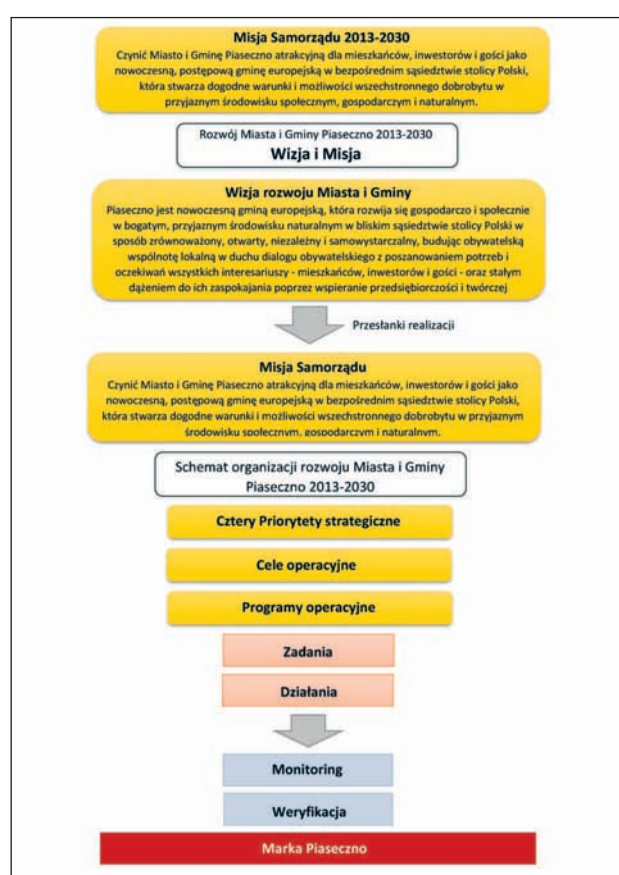 Misja Samorządu 2013-2030
Czynić Miasto i Gminę Piaseczno atrakcyjną dla mieszkańców, inwestorów i gości jako
nowoczesną, postępową gminę europejską w bezpośrednim sąsiedztwie stolicy Polski,
która stwarza dogodne warunki i możliwości wszechstronnego dobrobytu w
przyjaznym środowisku społecznym, gospodarczym i naturalnym.
Rozwój Miasta i Gminy Piaseczno 2013-2030
Wizja i Misja
Wizja rozwoju Miasta i Gminy
Piaseczno jest nowoczesną gminą europejską, która rozwija się gospodarczo i społecznie
w bogatym, przyjaznym środowisku naturalnym w bliskim sąsiedztwie stolicy Polski w
sposób zrównoważony, otwarty, niezależny i samowystarczalny, budując obywatelską
wspólnotę lokalną w duchu dialogu obywatelskiego z poszanowaniem potrzeb i
oczekiwań wszystkich interesariuszy - mieszkańców, inwestorów i gości - oraz stałym
dążeniem do ich zaspokajania poprzez wspieranie przedsiębiorczości i twórczej
Przesłanki realizacji
Misja Samorządu
Czynić Miasto i Gminę Piaseczno atrakcyjną dla mieszkańców, inwestorów i gości jako
nowoczesną, postępową gminę europejską w bezpośrednim sąsiedztwie stolicy Polski,
która stwarza dogodne warunki i możliwości wszechstronnego dobrobytu w przyjaznym
środowisku społecznym, gospodarczym i naturalnym.
Schemat organizacji rozwoju Miasta i Gminy
Piaseczno 2013-2030
Cztery Priorytety strategiczne
Cele operacyjne
Programy operacyjne
Zadania
Działania
Monitoring
Weryfikacja
Marka Piaseczno